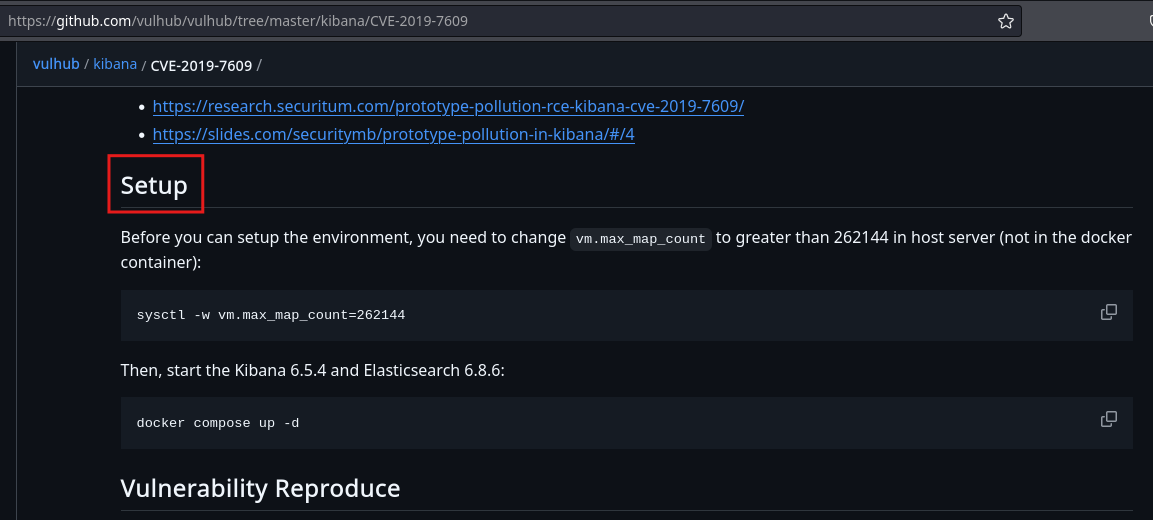 https://github.com/vulhub/vulhub/tree/master/kibana/CVE-2019-7609
vulhub / kibana / CVE-2019-7609 /
• https://research.securitum.com/prototype-pollution-rce-kibana-cve-2019-7609/
• https://slides.com/securitymb/prototype-pollution-in-kibana/#/4
Setup
Before you can setup the environment, you need to change vm.max_map_count to greater than 262144 in host server (not in the docker
container):
sysctl -w vm.max_map_count=262144
Then, start the Kibana 6.5.4 and Elasticsearch 6.8.6:
docker compose up -d
Vulnerability Reproduce